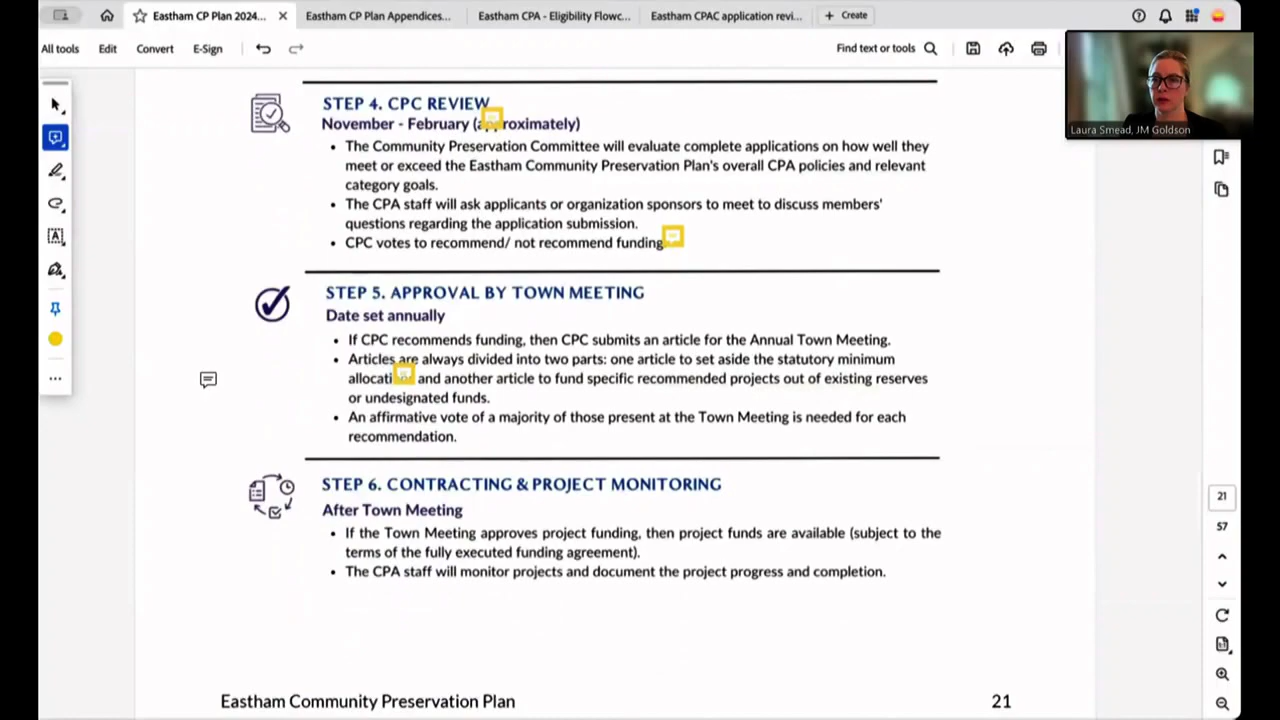 Eastham CP Plan 2024...
Eastham CP Plan Appendices...
Eastham CPA - Eligibility Flowc...
Eastham CPAC application revi...
Create
All tools
Edit
Convert
E-Sign
Find text or tools
Laura Smead, JM Goldson
STEP 4. CPC REVIEW
November - February (approximately)
• The Community Preservation Committee will evaluate complete applications on how well they
meet or exceed the Eastham Community Preservation Plan's overall CPA policies and relevant
category goals.
• The CPA staff will ask applicants or organization sponsors to meet to discuss members'
questions regarding the application submission.
• CPC votes to recommend/ not recommend funding
STEP 5. APPROVAL BY TOWN MEETING
Date set annually
• If CPC recommends funding, then CPC submits an article for the Annual Town Meeting.
• Articles are always divided into two parts: one article to set aside the statutory minimum
and another article to fund specific recommended projects out of existing reserves
or undesignated funds.
• An affirmative vote of a majority of those present at the Town Meeting is needed for each
recommendation.
STEP 6. CONTRACTING & PROJECT MONITORING
After Town Meeting
• If the Town Meeting approves project funding, then project funds are available (subject to the
terms of the fully executed funding agreement).
• The CPA staff will monitor projects and document the project progress and completion.
21
57
Eastham Community Preservation Plan
21